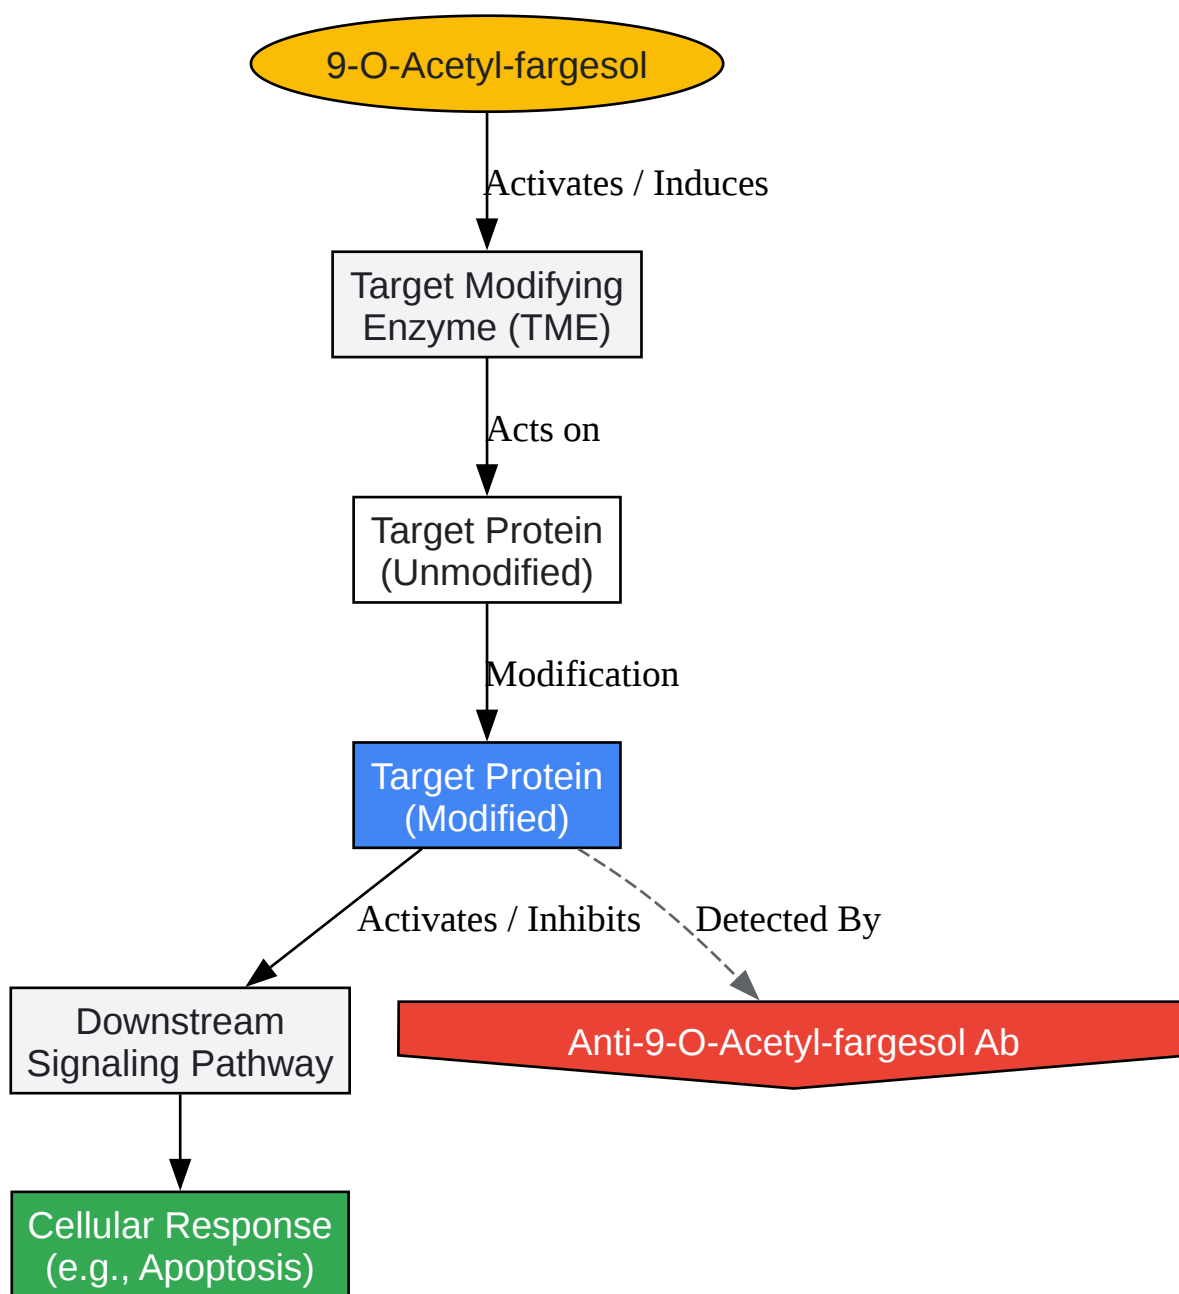 9-O-Acetyl-fargesol
Activates / Induces
Target Modifying
Enzyme (TME)
Acts on
Target Protein
(Unmodified)
Modification
Target Protein
(Modified)
Activates / Inhibits
Detected By
Downstream
Signaling Pathway
Anti-9-O-Acetyl-fargesol Ab
Cellular Response
(e.g., Apoptosis)